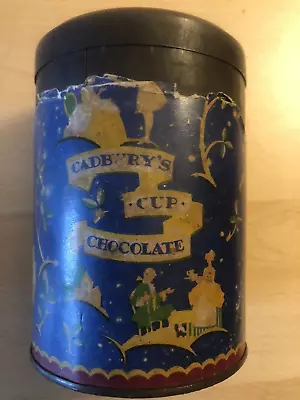 CADBURY'S
· CUP ·
CHOCOLATE